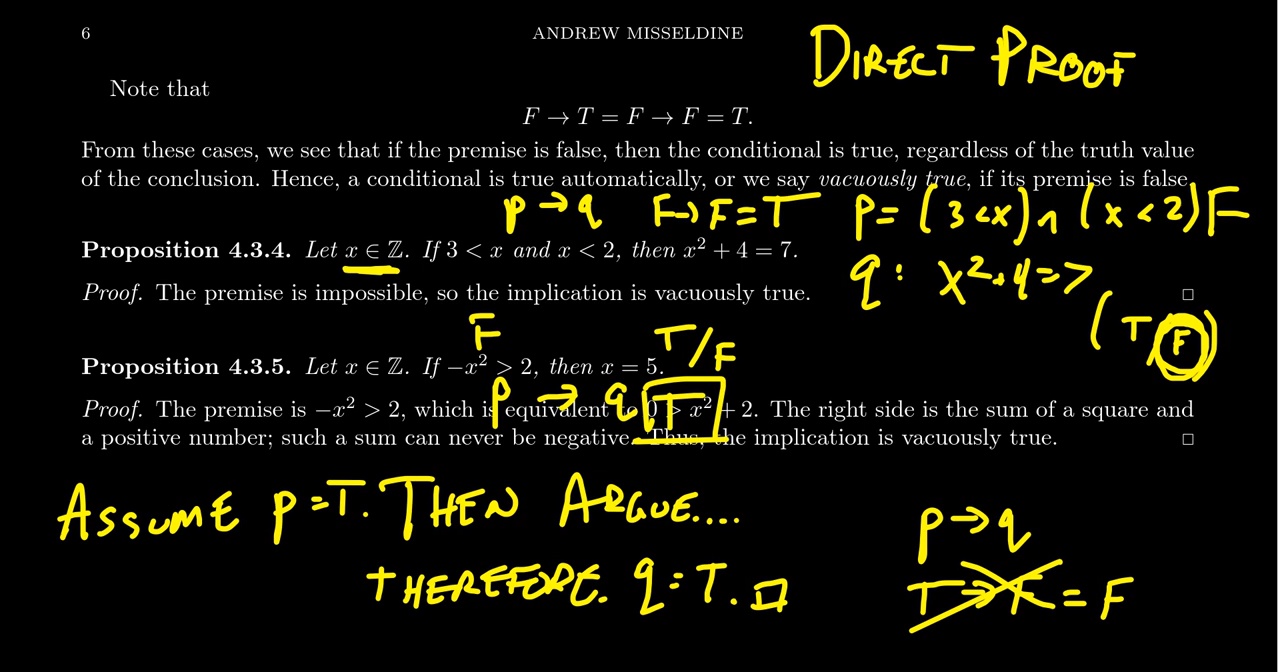 6 ANDREW MISSELDINE
DIRECT PROOF
Note that
F → T = F → F = T.
From these cases, we see that if the premise is false, then the conditional is true, regardless of the truth value
of the conclusion. Hence, a conditional is true automatically, or we say vacuously true, if its premise is false.
p → q F → F = T p = (3 < x) ∩ (x < 2) F
Proposition 4.3.4. Let x ∈ ℤ. If 3 < x and x < 2, then x² + 4 = 7.
q : x² + 4 = 7
Proof. The premise is impossible, so the implication is vacuously true. □
(T/F)
F T/F
Proposition 4.3.5. Let x ∈ ℤ. If −x² > 2, then x = 5.
p → q T
Proof. The premise is −x² > 2, which is equivalent to 0 > x² + 2. The right side is the sum of a square and
a positive number; such a sum can never be negative. Thus, the implication is vacuously true. □
ASSUME p = T. THEN ARGUE....
THEREFORE. q = T. □
p → q
T → F = F